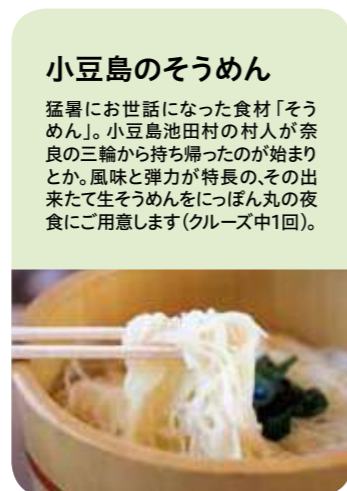 小豆島のそうめん
猛暑にお世話になった食材「そう
めん」。小豆島池田村の村人が奈
良の三輪から持ち帰ったのが始まり
とか。風味と弾力が特長の、その出
来たて生そうめんをにっぽん丸の夜
食にご用意します(クルーズ中1回)。